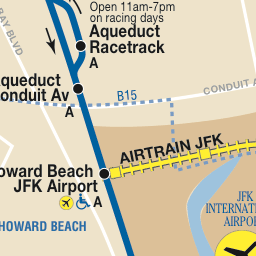 Open 11am-7pm
on racing days
Aqueduct
Racetrack
A
BAY BLVD
Aqueduct
Conduit Av
A
B15
CONDUIT A
AIRTRAIN JFK
Howard Beach
JFK Airport
A
HOWARD BEACH
JFK
INTERNATI
AIRPO